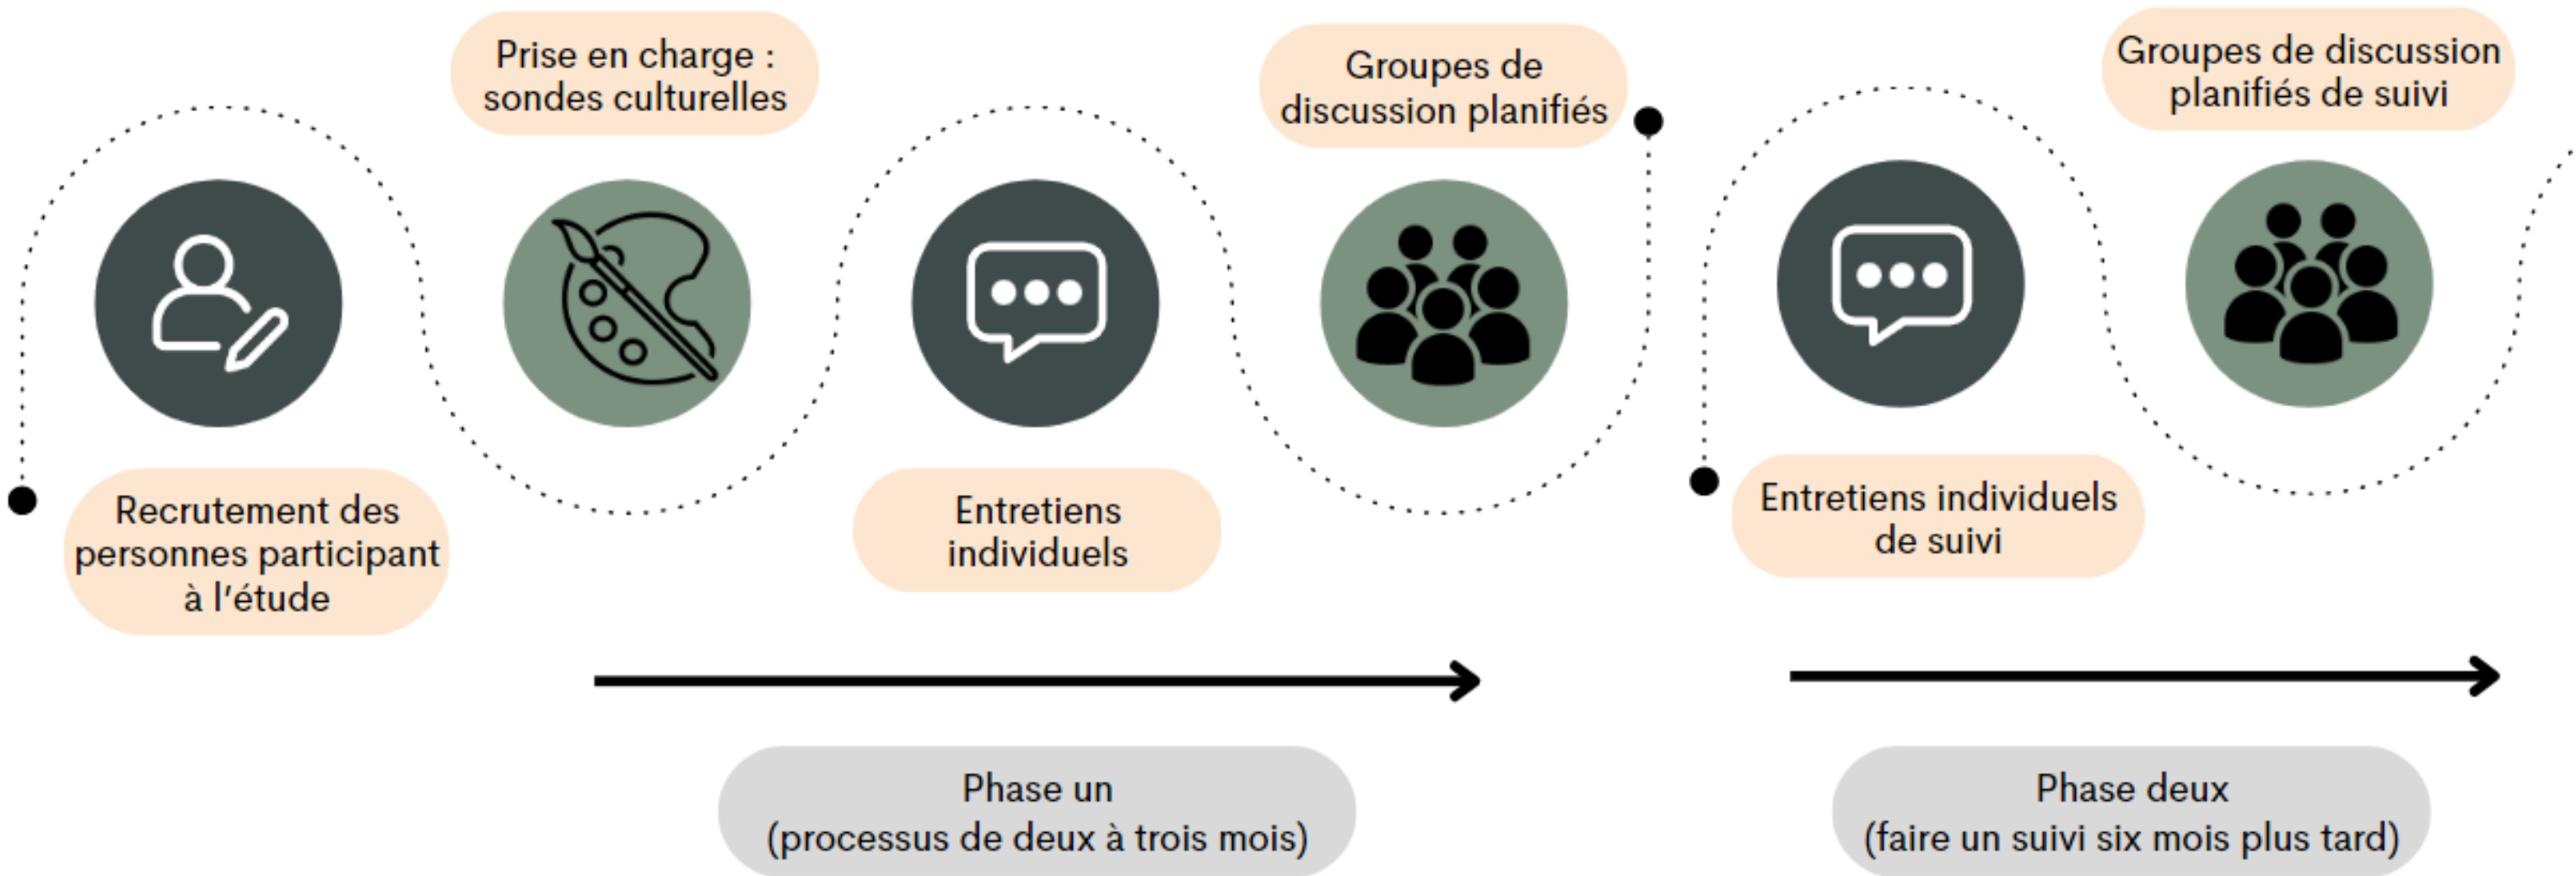 Prise en charge :
sondes culturelles
Groupes de
discussion planifiés
Groupes de discussion
planifiés de suivi
Recrutement des
personnes participant
à l'étude
Entretiens
individuels
Entretiens individuels
de suivi
Phase un
(processus de deux à trois mois)
Phase deux
(faire un suivi six mois plus tard)